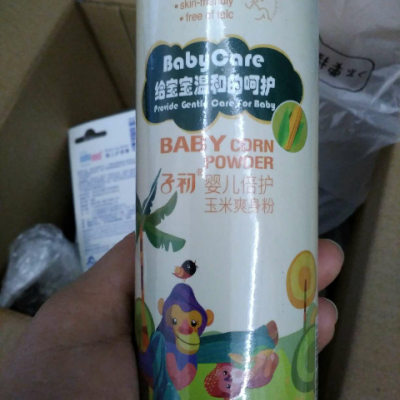 • skin-friendly
• free of talc
BabyCare
给宝宝温和的呵护
Provide Gentle Care For Baby
BABY CORN
POWDER
子初
婴儿倍护
玉米爽身粉